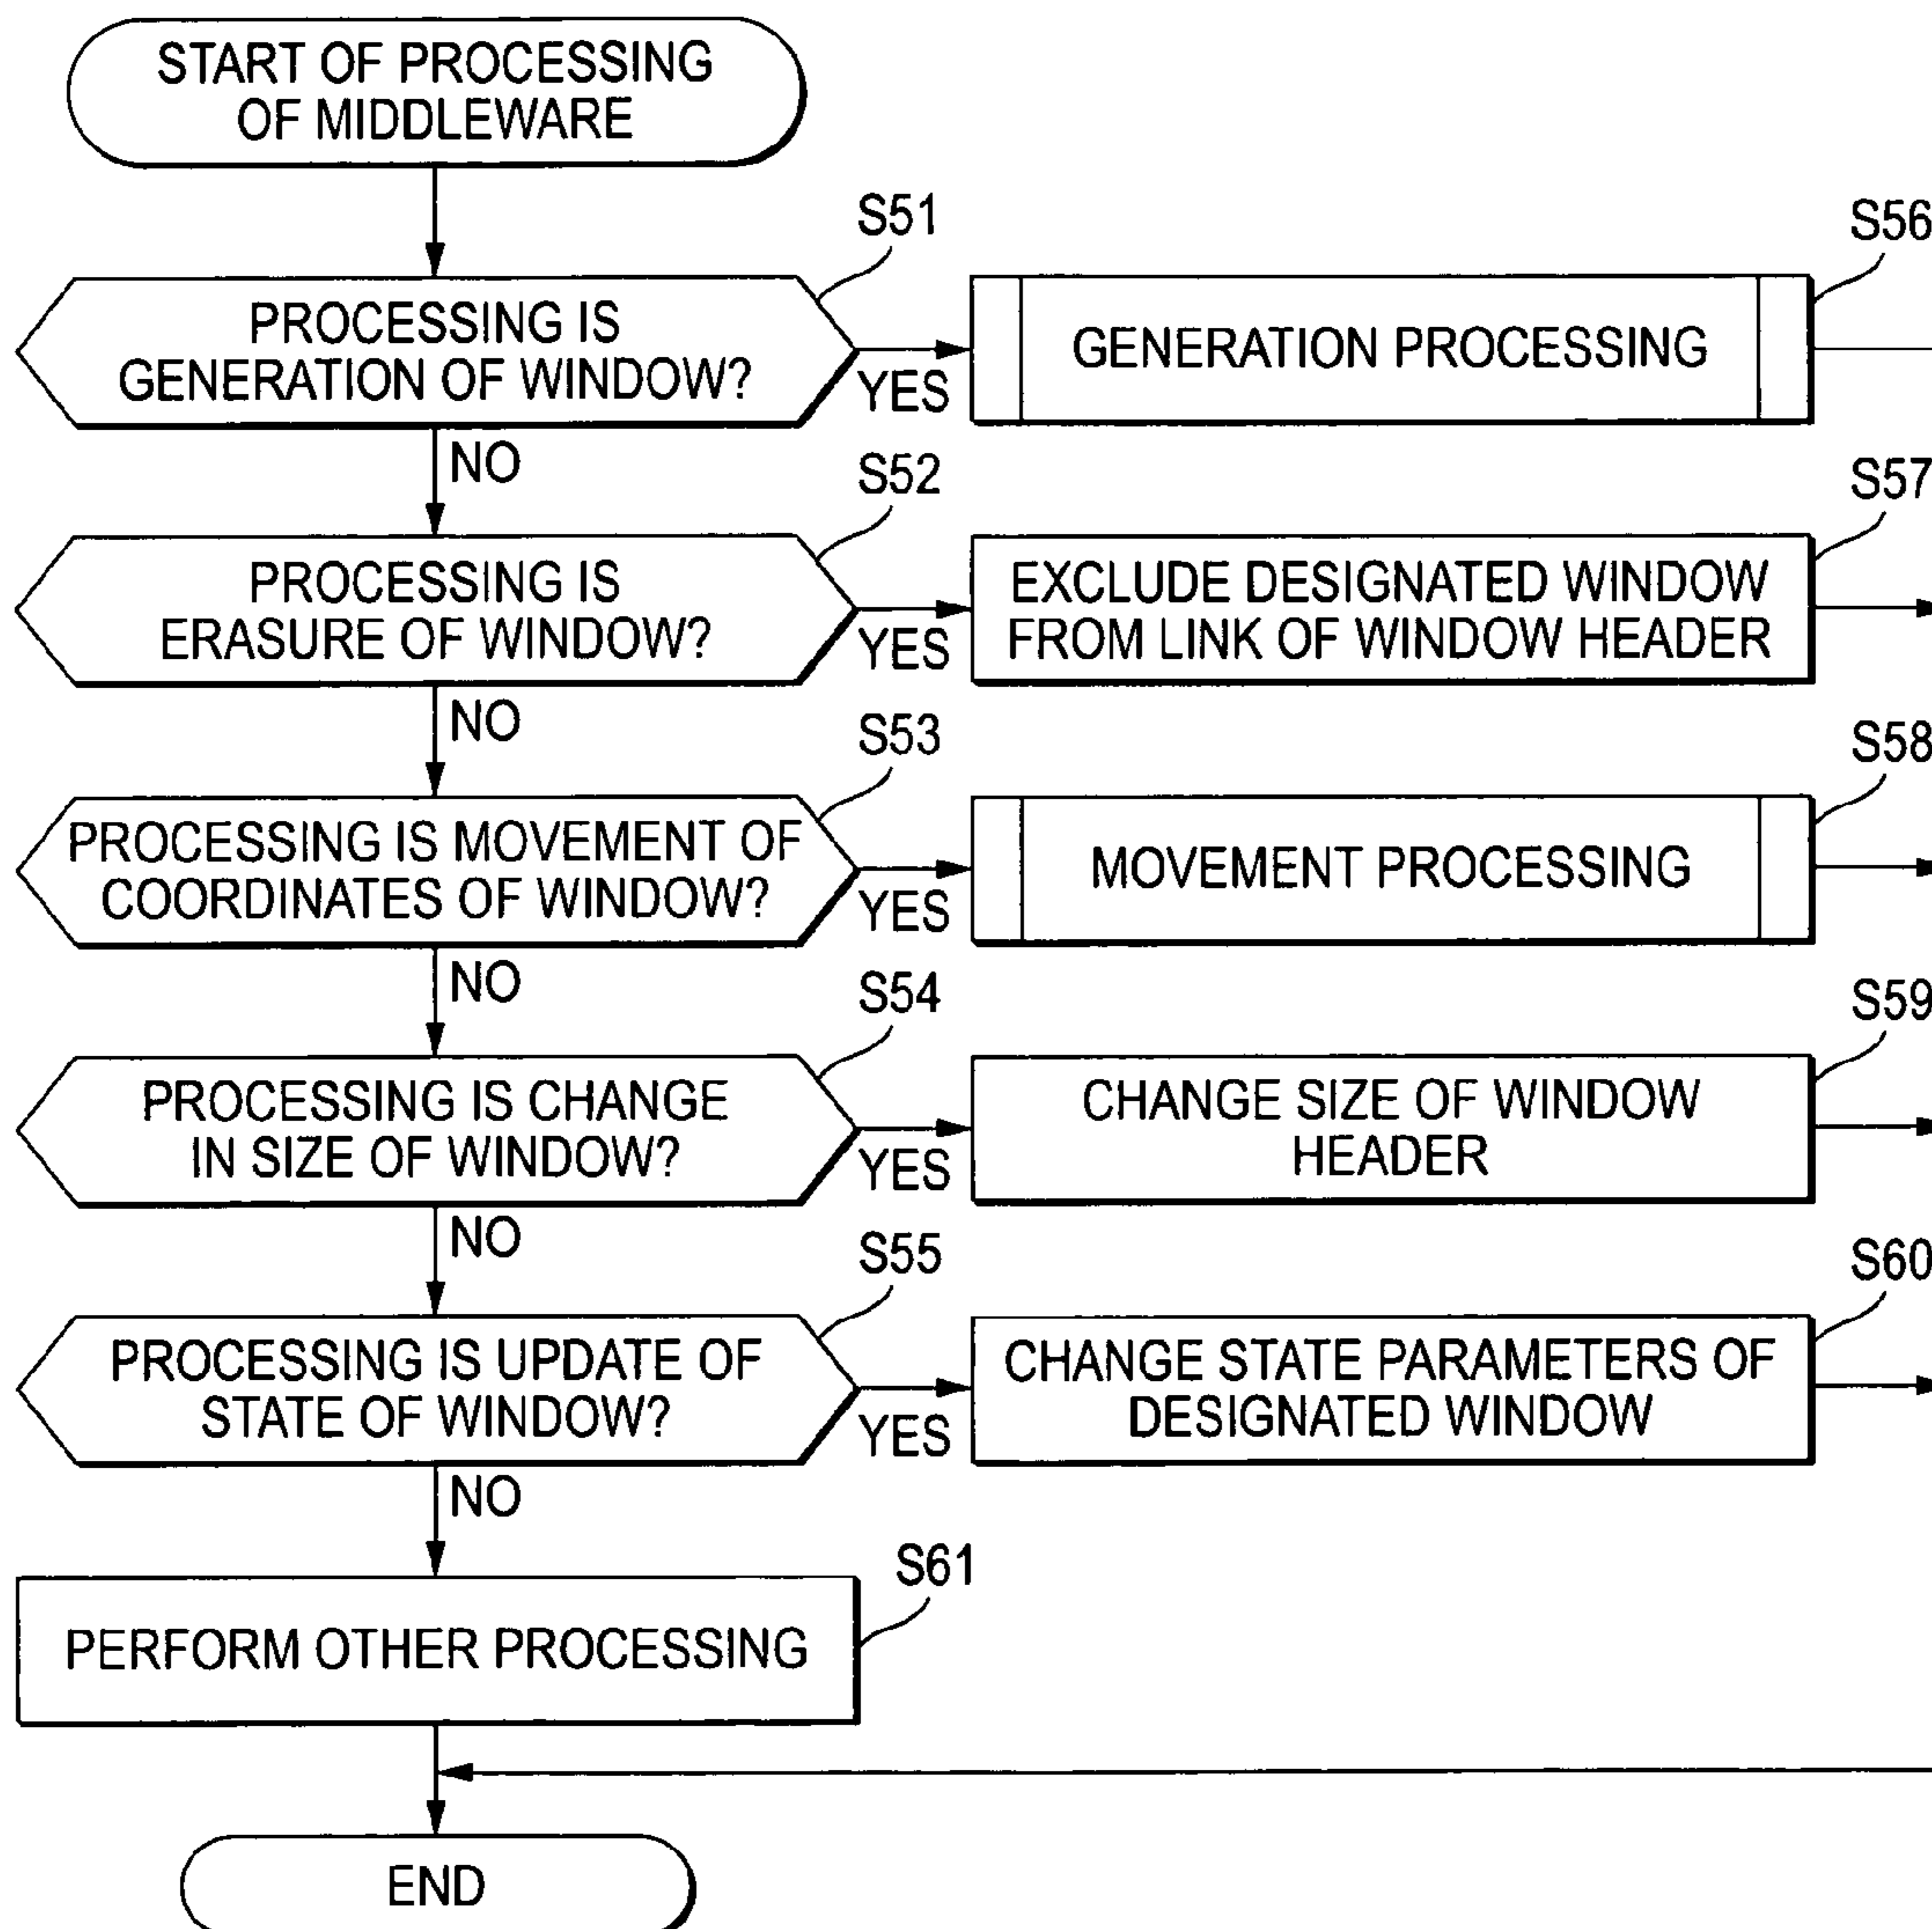 START OF PROCESSING
OF MIDDLEWARE
S51
S56
PROCESSING IS
GENERATION OF WINDOW?
YES
GENERATION PROCESSING
NO
S52
S57
PROCESSING IS
ERASURE OF WINDOW?
YES
EXCLUDE DESIGNATED WINDOW
FROM LINK OF WINDOW HEADER
NO
S53
S58
PROCESSING IS MOVEMENT OF
COORDINATES OF WINDOW?
YES
MOVEMENT PROCESSING
NO
S54
S59
PROCESSING IS CHANGE
IN SIZE OF WINDOW?
YES
CHANGE SIZE OF WINDOW
HEADER
NO
S55
S60
PROCESSING IS UPDATE OF
STATE OF WINDOW?
YES
CHANGE STATE PARAMETERS OF
DESIGNATED WINDOW
NO
S61
PERFORM OTHER PROCESSING
END